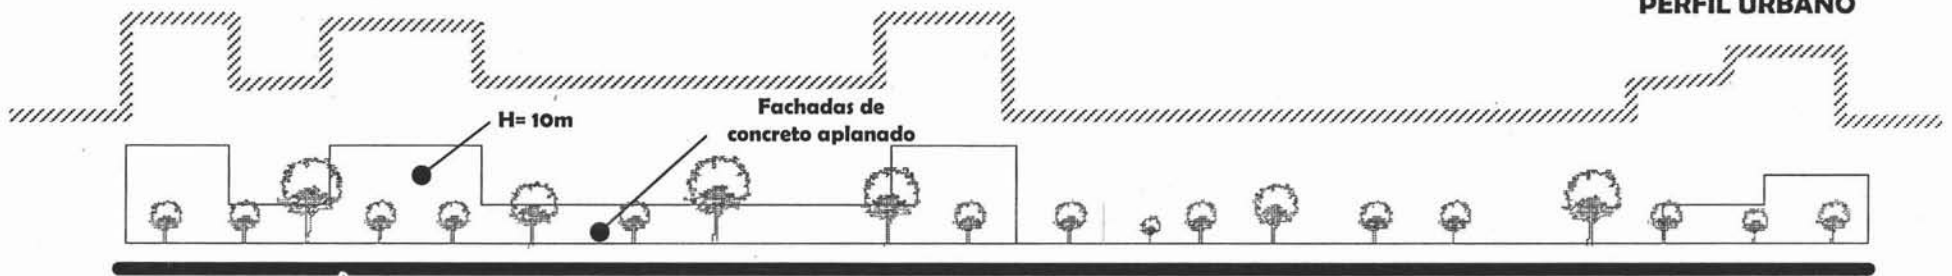 PERFIL URBANO
H= 10m
Fachadas de
concreto aplanado